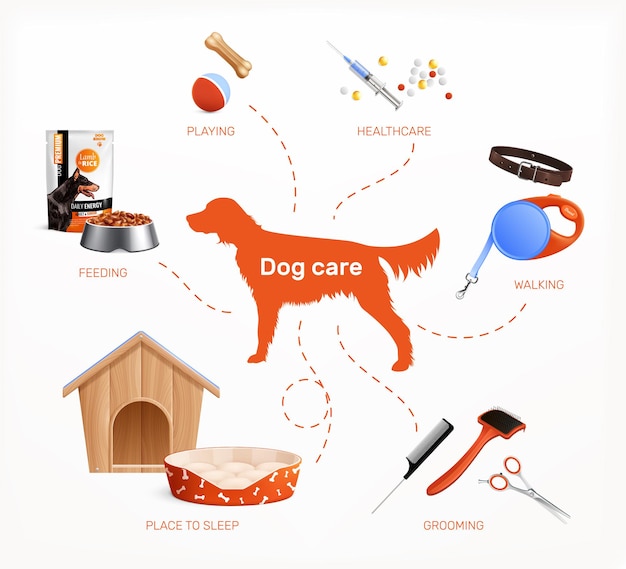 PLAYING
HEALTHCARE
DOG PREMIUM
Lamb
RICE
DAILY ENERGY
FEEDING
Dog care
WALKING
PLACE TO SLEEP
GROOMING